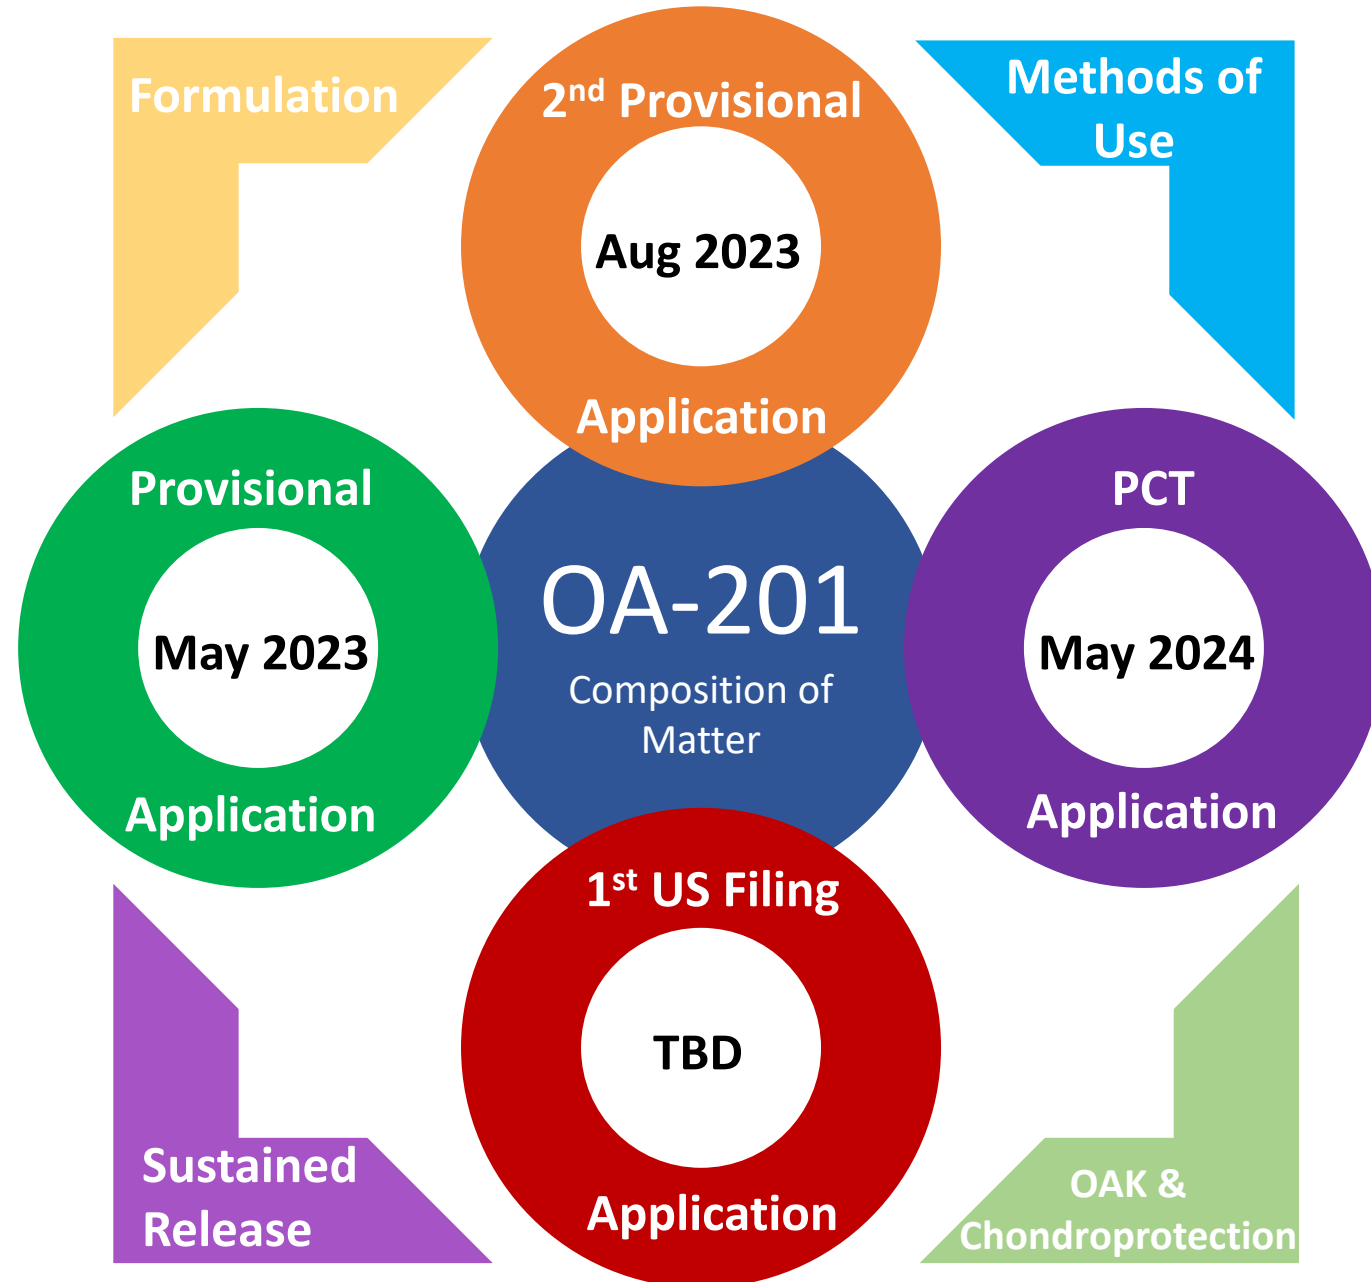 Formulation
2nd Provisional
Aug 2023
Application
Methods of
Use
Provisional
May 2023
Application
OA-201
Composition of
Matter
PCT
May 2024
Application
1st US Filing
TBD
Application
Sustained
Release
OAK &
Chondroprotection